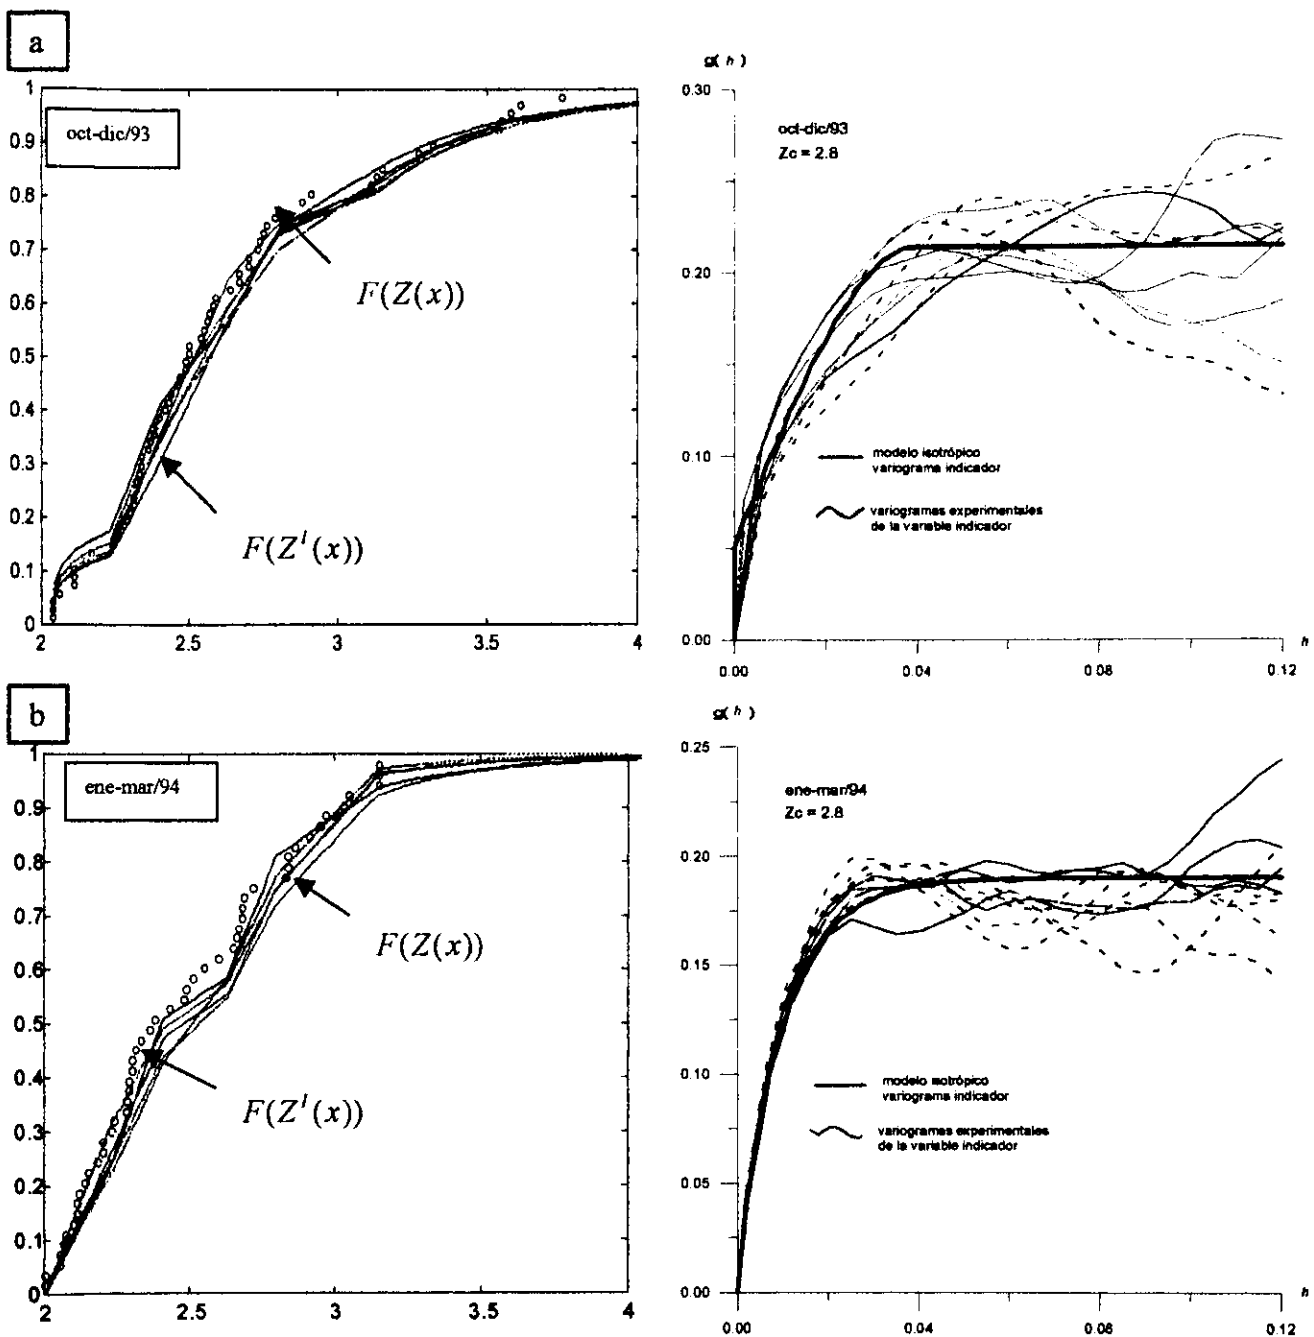 a
1
0.9
0.8
0.7
0.6
0.5
0.4
0.3
0.2
0.1
0
2
2.5
3
3.5
4
oct-dic/93
F(Z(x))
F(Z^l(x))
g( h )
0.30
0.20
0.10
0.00
0.00
0.04
0.08
0.12
h
oct-dic/93
Zc = 2.8
modelo isotrópico
variograma indicador
variogramas experimentales
de la variable indicador
b
1
0.9
0.8
0.7
0.6
0.5
0.4
0.3
0.2
0.1
0
2
2.5
3
3.5
4
ene-mar/94
F(Z(x))
F(Z^l(x))
g( h )
0.25
0.20
0.15
0.10
0.05
0.00
0.00
0.04
0.08
0.12
h
ene-mar/94
Zc = 2.8
modelo isotrópico
variograma indicador
variogramas experimentales
de la variable indicador